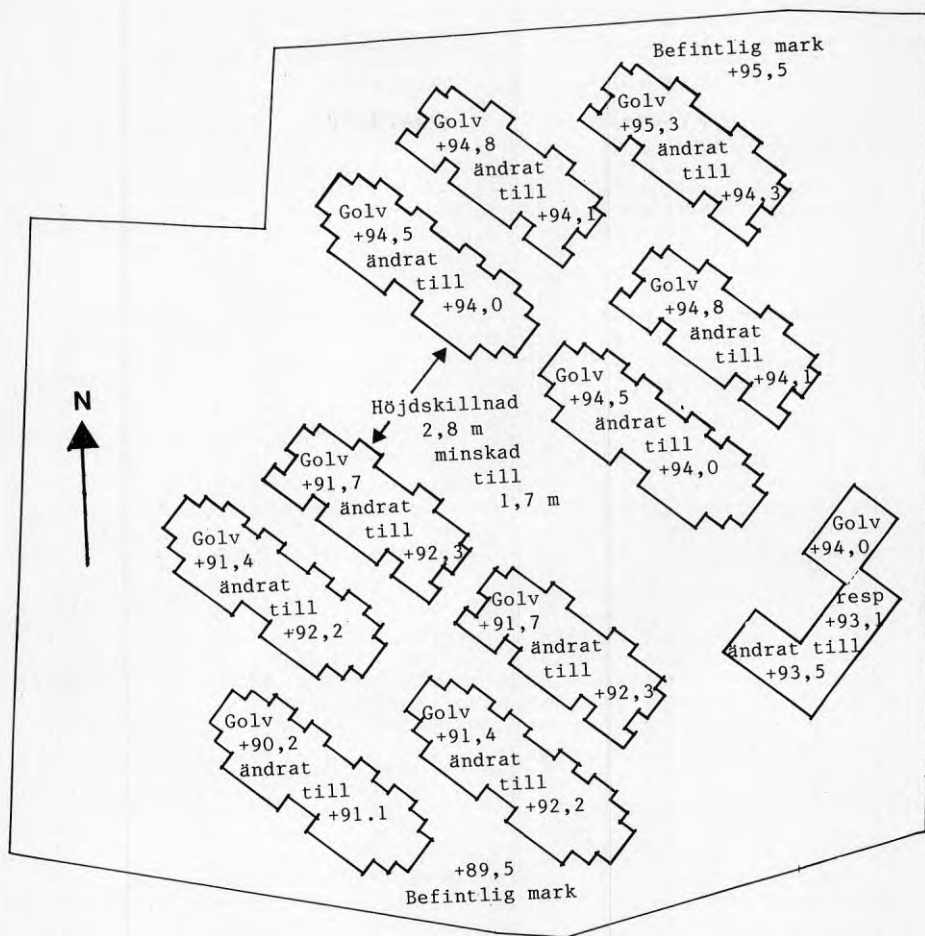 Befintlig mark
+95,5
Golv
+95,3
ändrat
till
+94,3
Golv
+94,8
ändrat
till
+94,1
Golv
+94,5
ändrat
till
+94,0
Golv
+94,8
ändrat
till
+94,1
Golv
+94,5
ändrat
till
+94,0
N
Höjdskillnad
2,8 m
minskad
till
1,7 m
Golv
+91,7
ändrat
till
+92,3
Golv
+91,4
ändrat
till
+92,2
Golv
+94,0
resp
+93,1
ändrat till
+93,5
Golv
+91,7
ändrat
till
+92,3
Golv
+90,2
ändrat
till
+91.1
Golv
+91,4
ändrat
till
+92,2
+89,5
Befintlig mark